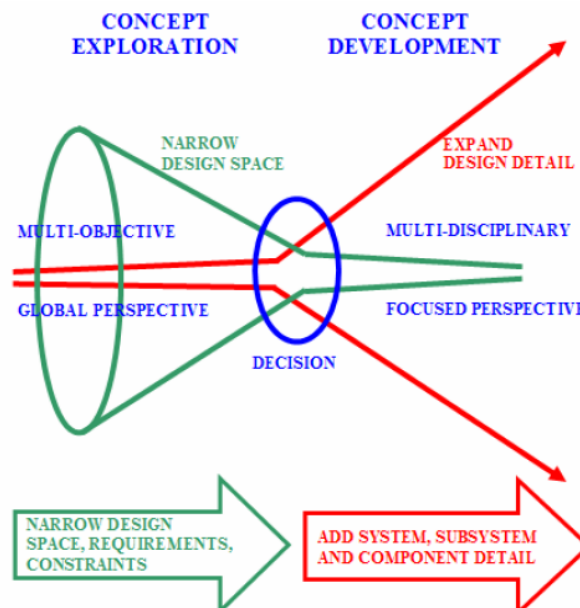 CONCEPT
EXPLORATION
CONCEPT
DEVELOPMENT
NARROW
DESIGN SPACE
EXPAND
DESIGN DETAIL
MULTI-OBJECTIVE
MULTI-DISCIPLINARY
GLOBAL PERSPECTIVE
FOCUSED PERSPECTIVE
DECISION
NARROW DESIGN
SPACE, REQUIREMENTS,
CONSTRAINTS
ADD SYSTEM, SUBSYSTEM
AND COMPONENT DETAIL